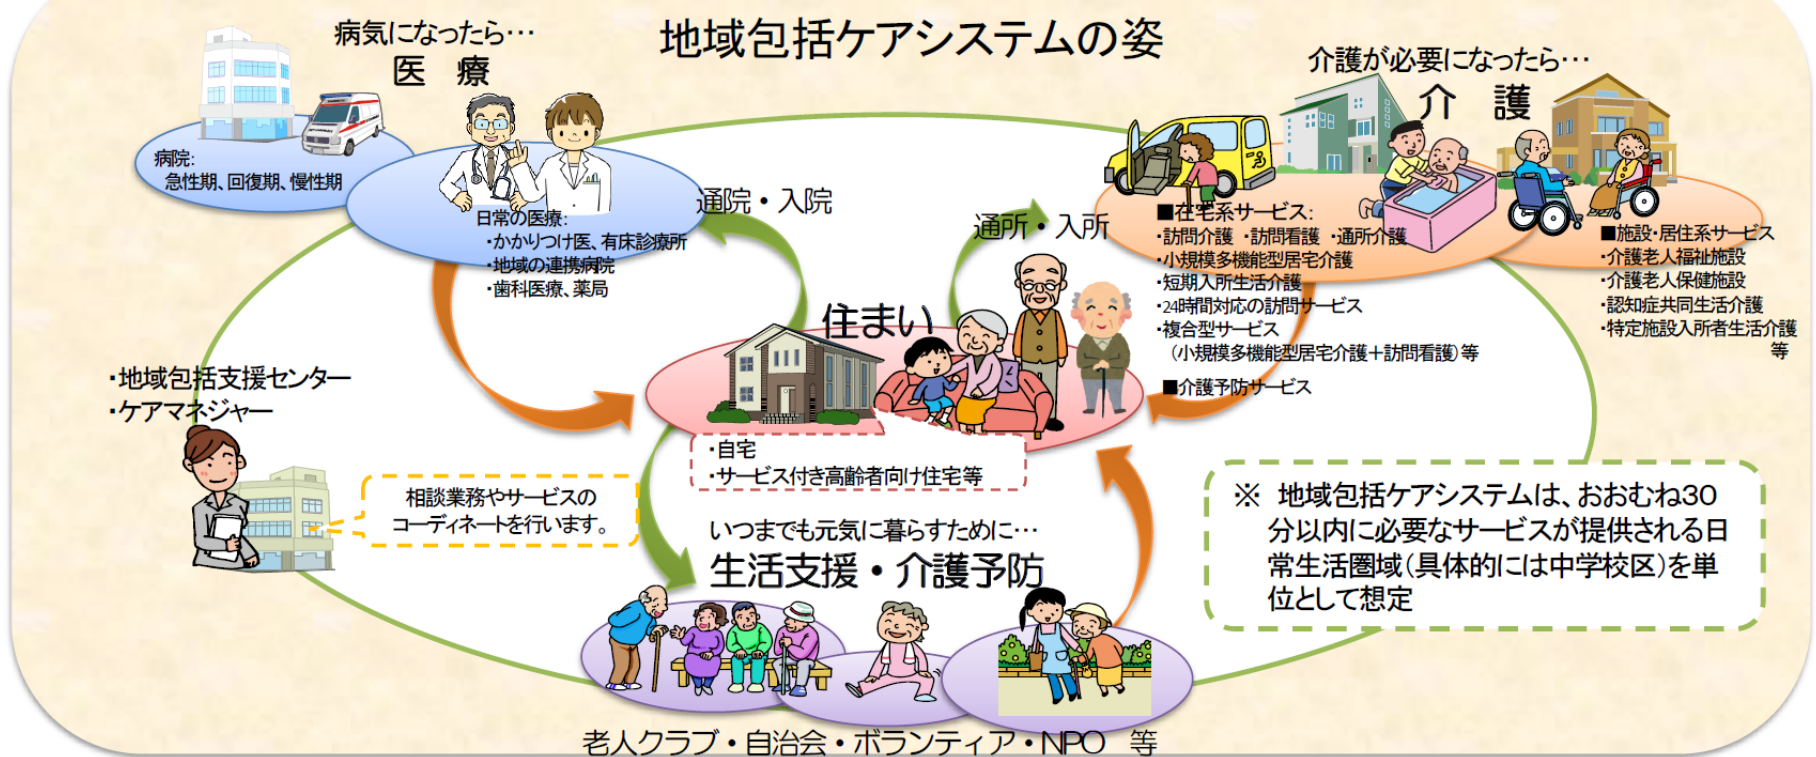 地域包括ケアシステムの姿
病気になったら…
医 療
病院:
急性期、回復期、慢性期
日常の医療:
・かかりつけ医、有床診療所
・地域の連携病院
・歯科医療、薬局
通院・入院
通所・入所
介護が必要になったら…
介 護
■在宅系サービス:
・訪問介護 ・訪問看護 ・通所介護
・小規模多機能型居宅介護
・短期入所生活介護
・24時間対応の訪問サービス
・複合型サービス
（小規模多機能型居宅介護＋訪問看護）等
■介護予防サービス
■施設・居住系サービス
・介護老人福祉施設
・介護老人保健施設
・認知症共同生活介護
・特定施設入所者生活介護
等
住まい
・自宅
・サービス付き高齢者向け住宅等
・地域包括支援センター
・ケアマネジャー
相談業務やサービスの
コーディネートを行います。
いつまでも元気に暮らすために…
生活支援・介護予防
老人クラブ・自治会・ボランティア・NPO 等
※ 地域包括ケアシステムは、おおむね30
分以内に必要なサービスが提供される日
常生活圏域（具体的には中学校区）を単
位として想定